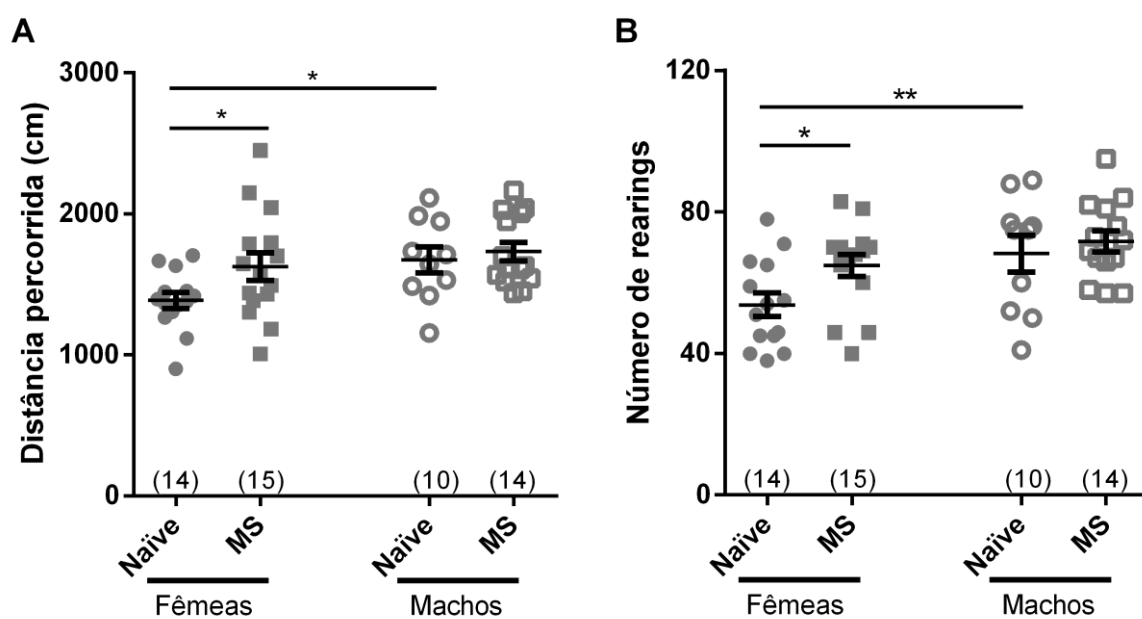 A
Distância percorrida (cm)
3000
2000
1000
0
*
*
(14) (15) (10) (14)
Naïve MS Naïve MS
Fêmeas Machos
B
Número de rearings
120
80
40
0
**
*
(14) (15) (10) (14)
Naïve MS Naïve MS
Fêmeas Machos